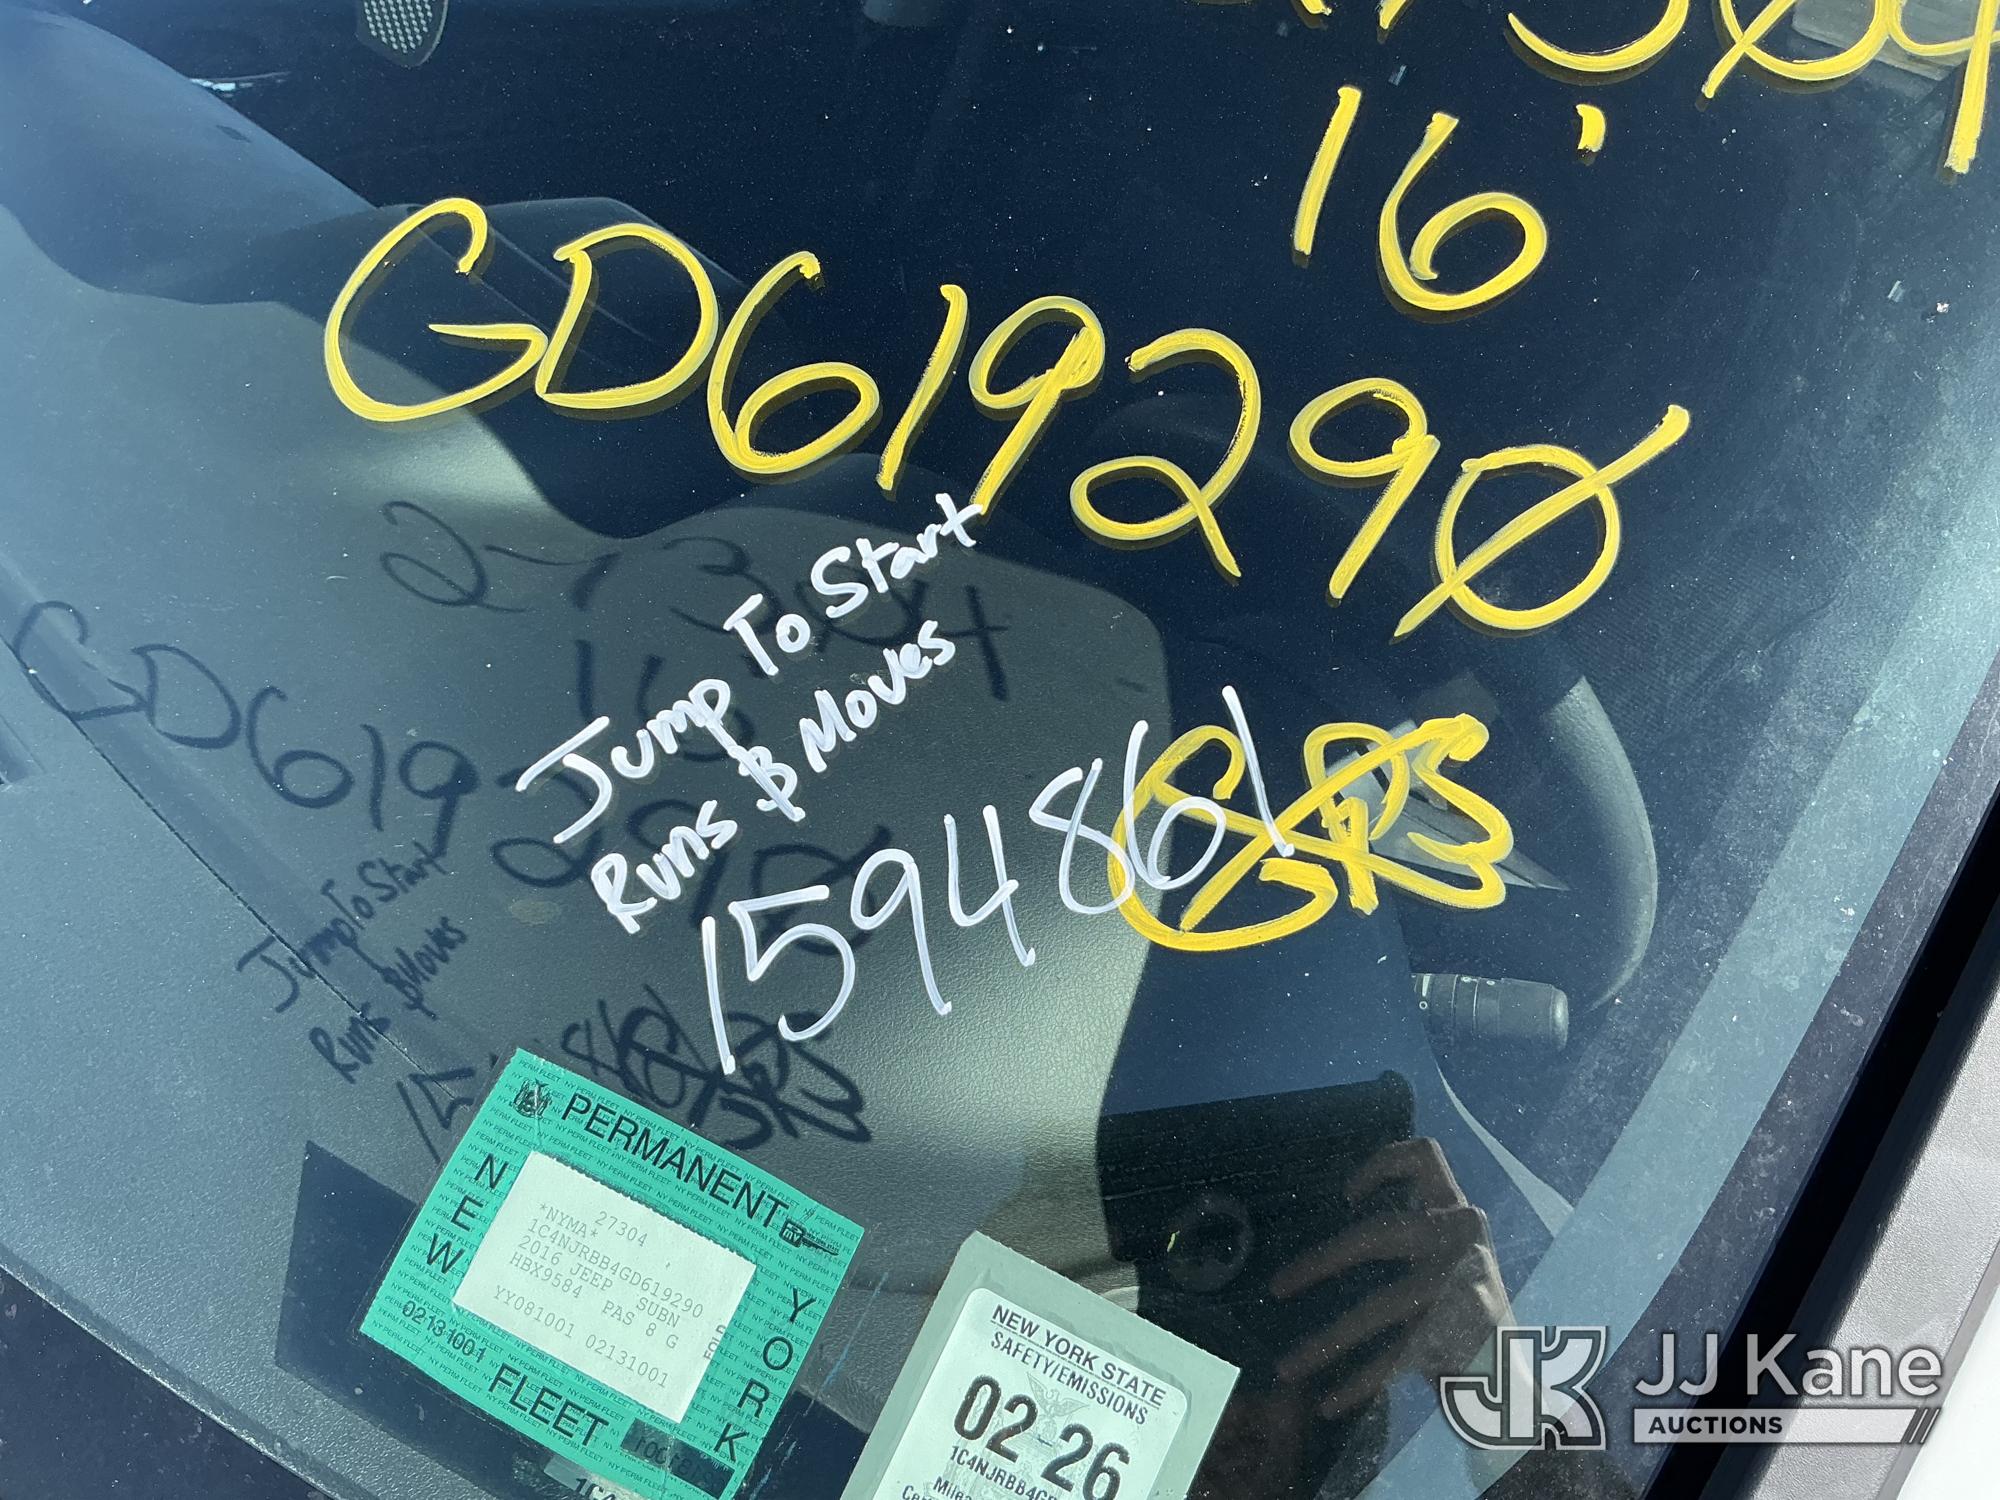 16'
GD619290
Jump To Start
Runs & Moves
1594861
PERMANENT
NEW
YORK
FLEET
27304
*NYMA*
1C4NJRBB4GD619290
2016 JEEP SUBN
HBX9584 PAS 8 G
YY081001 02131001
02131001
NEW YORK STATE
SAFETY/EMISSIONS
02 26
JJ Kane
AUCTIONS